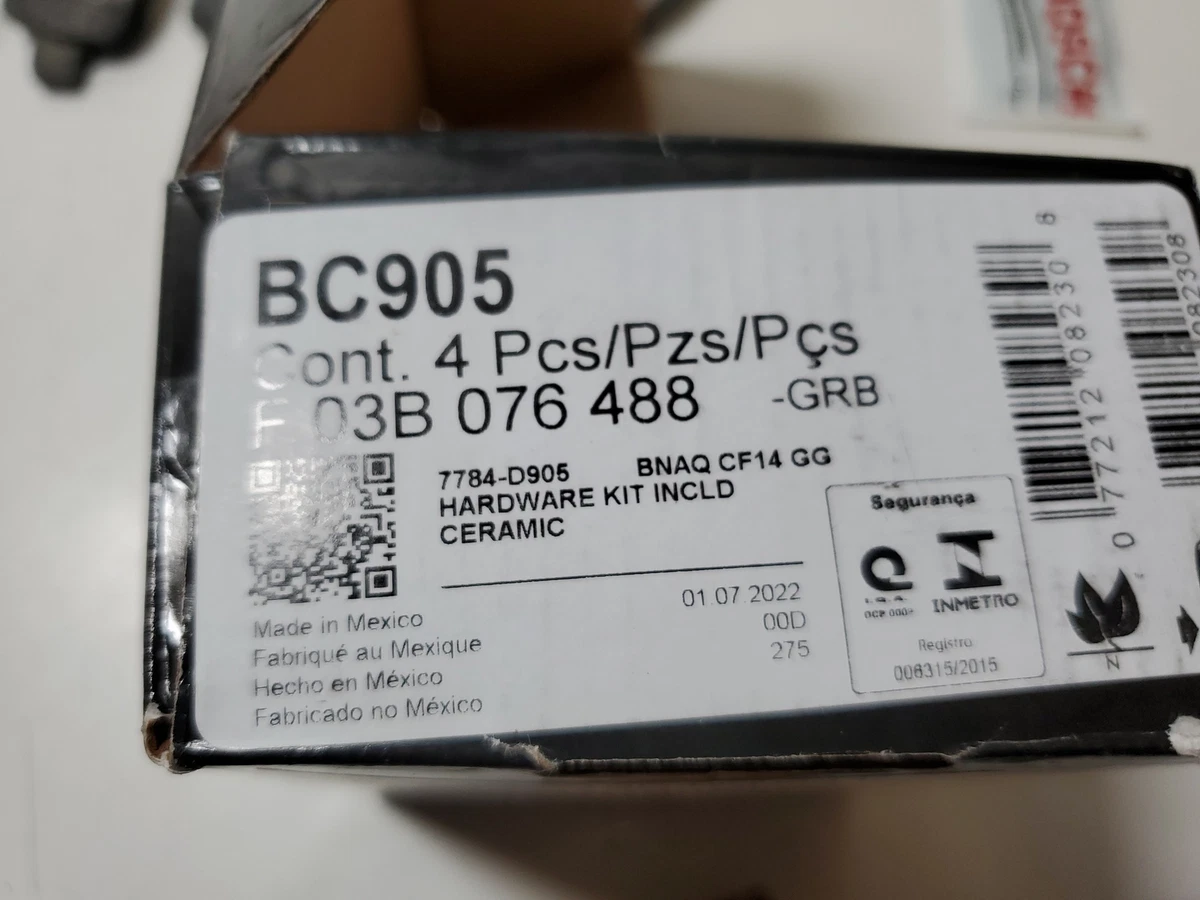 BC905
Cont. 4 Pcs/Pzs/Pçs
03B 076 488 -GRB
7784-D905 BNAQ CF14 GG
HARDWARE KIT INCLD
CERAMIC
01.07.2022
00D
275
Made in Mexico
Fabriqué au Mexique
Hecho en México
Fabricado no México
Segurança
INMETRO
Registro
006315/2015
0 77212 08230 8